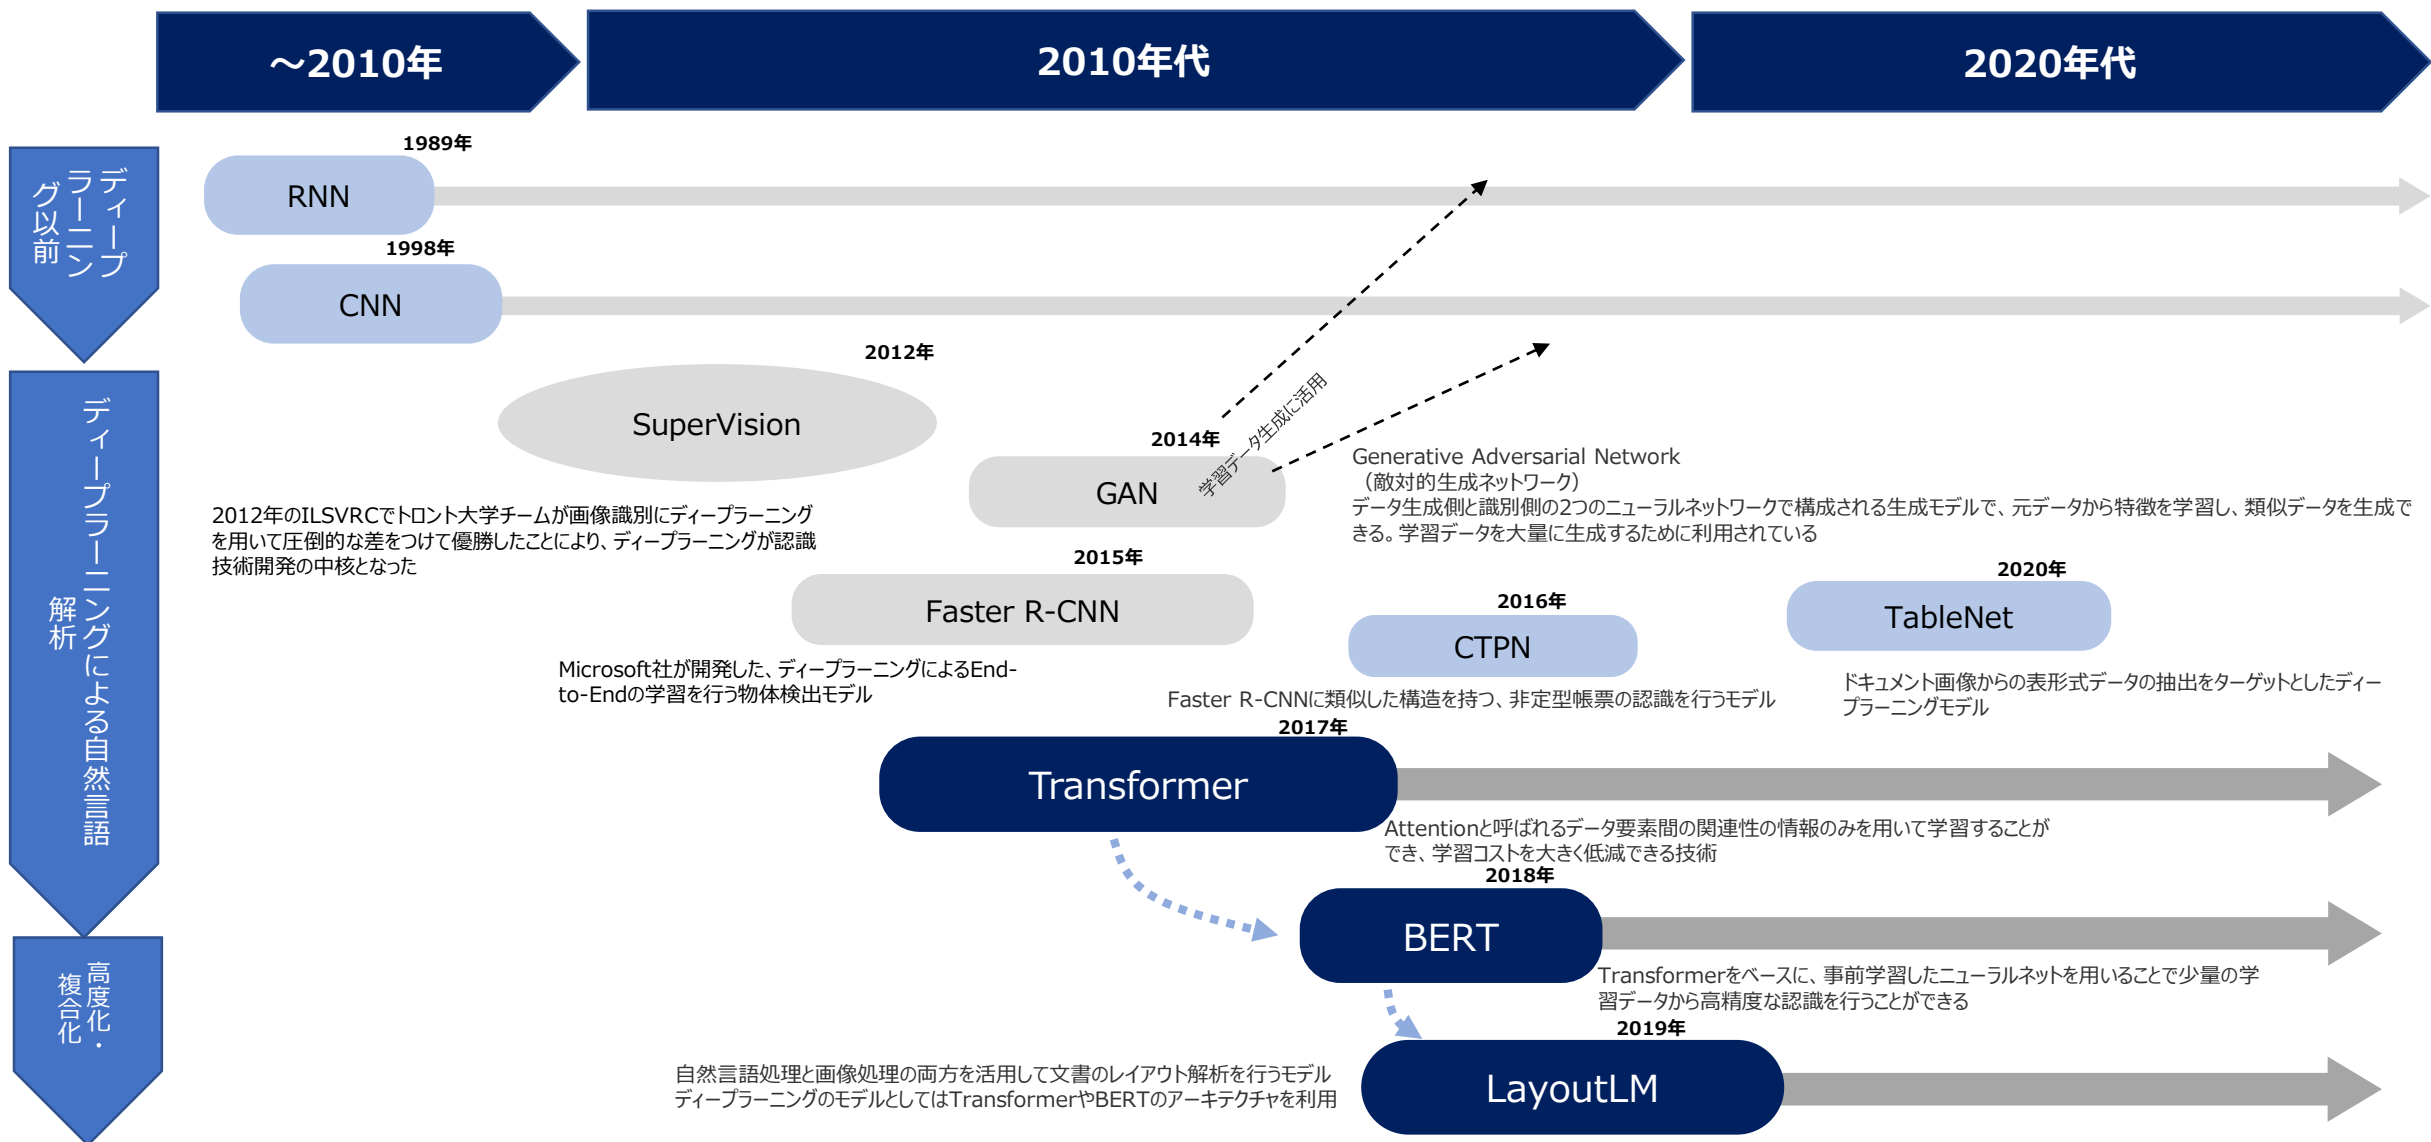 ～2010年
2010年代
2020年代
ディープ
ラーニン
グ以前
1989年
RNN
1998年
CNN
ディープラーニングによる自然言語
解析
2012年
SuperVision
2012年のILSVRCでトロント大学チームが画像識別にディープラーニング
を用いて圧倒的な差をつけて優勝したことにより、ディープラーニングが認識
技術開発の中核となった
2014年
GAN
学習データ生成に活用
Generative Adversarial Network
（敵対的生成ネットワーク）
データ生成側と識別側の2つのニューラルネットワークで構成される生成モデルで、元データから特徴を学習し、類似データを生成で
きる。学習データを大量に生成するために利用されている
2015年
Faster R-CNN
Microsoft社が開発した、ディープラーニングによるEnd-
to-Endの学習を行う物体検出モデル
2016年
CTPN
Faster R-CNNに類似した構造を持つ、非定型帳票の認識を行うモデル
2020年
TableNet
ドキュメント画像からの表形式データの抽出をターゲットとしたディー
プラーニングモデル
2017年
Transformer
Attentionと呼ばれるデータ要素間の関連性の情報のみを用いて学習することが
でき、学習コストを大きく低減できる技術
高度化・
複合化
2018年
BERT
Transformerをベースに、事前学習したニューラルネットを用いることで少量の学
習データから高精度な認識を行うことができる
2019年
LayoutLM
自然言語処理と画像処理の両方を活用して文書のレイアウト解析を行うモデル
ディープラーニングのモデルとしてはTransformerやBERTのアーキテクチャを利用